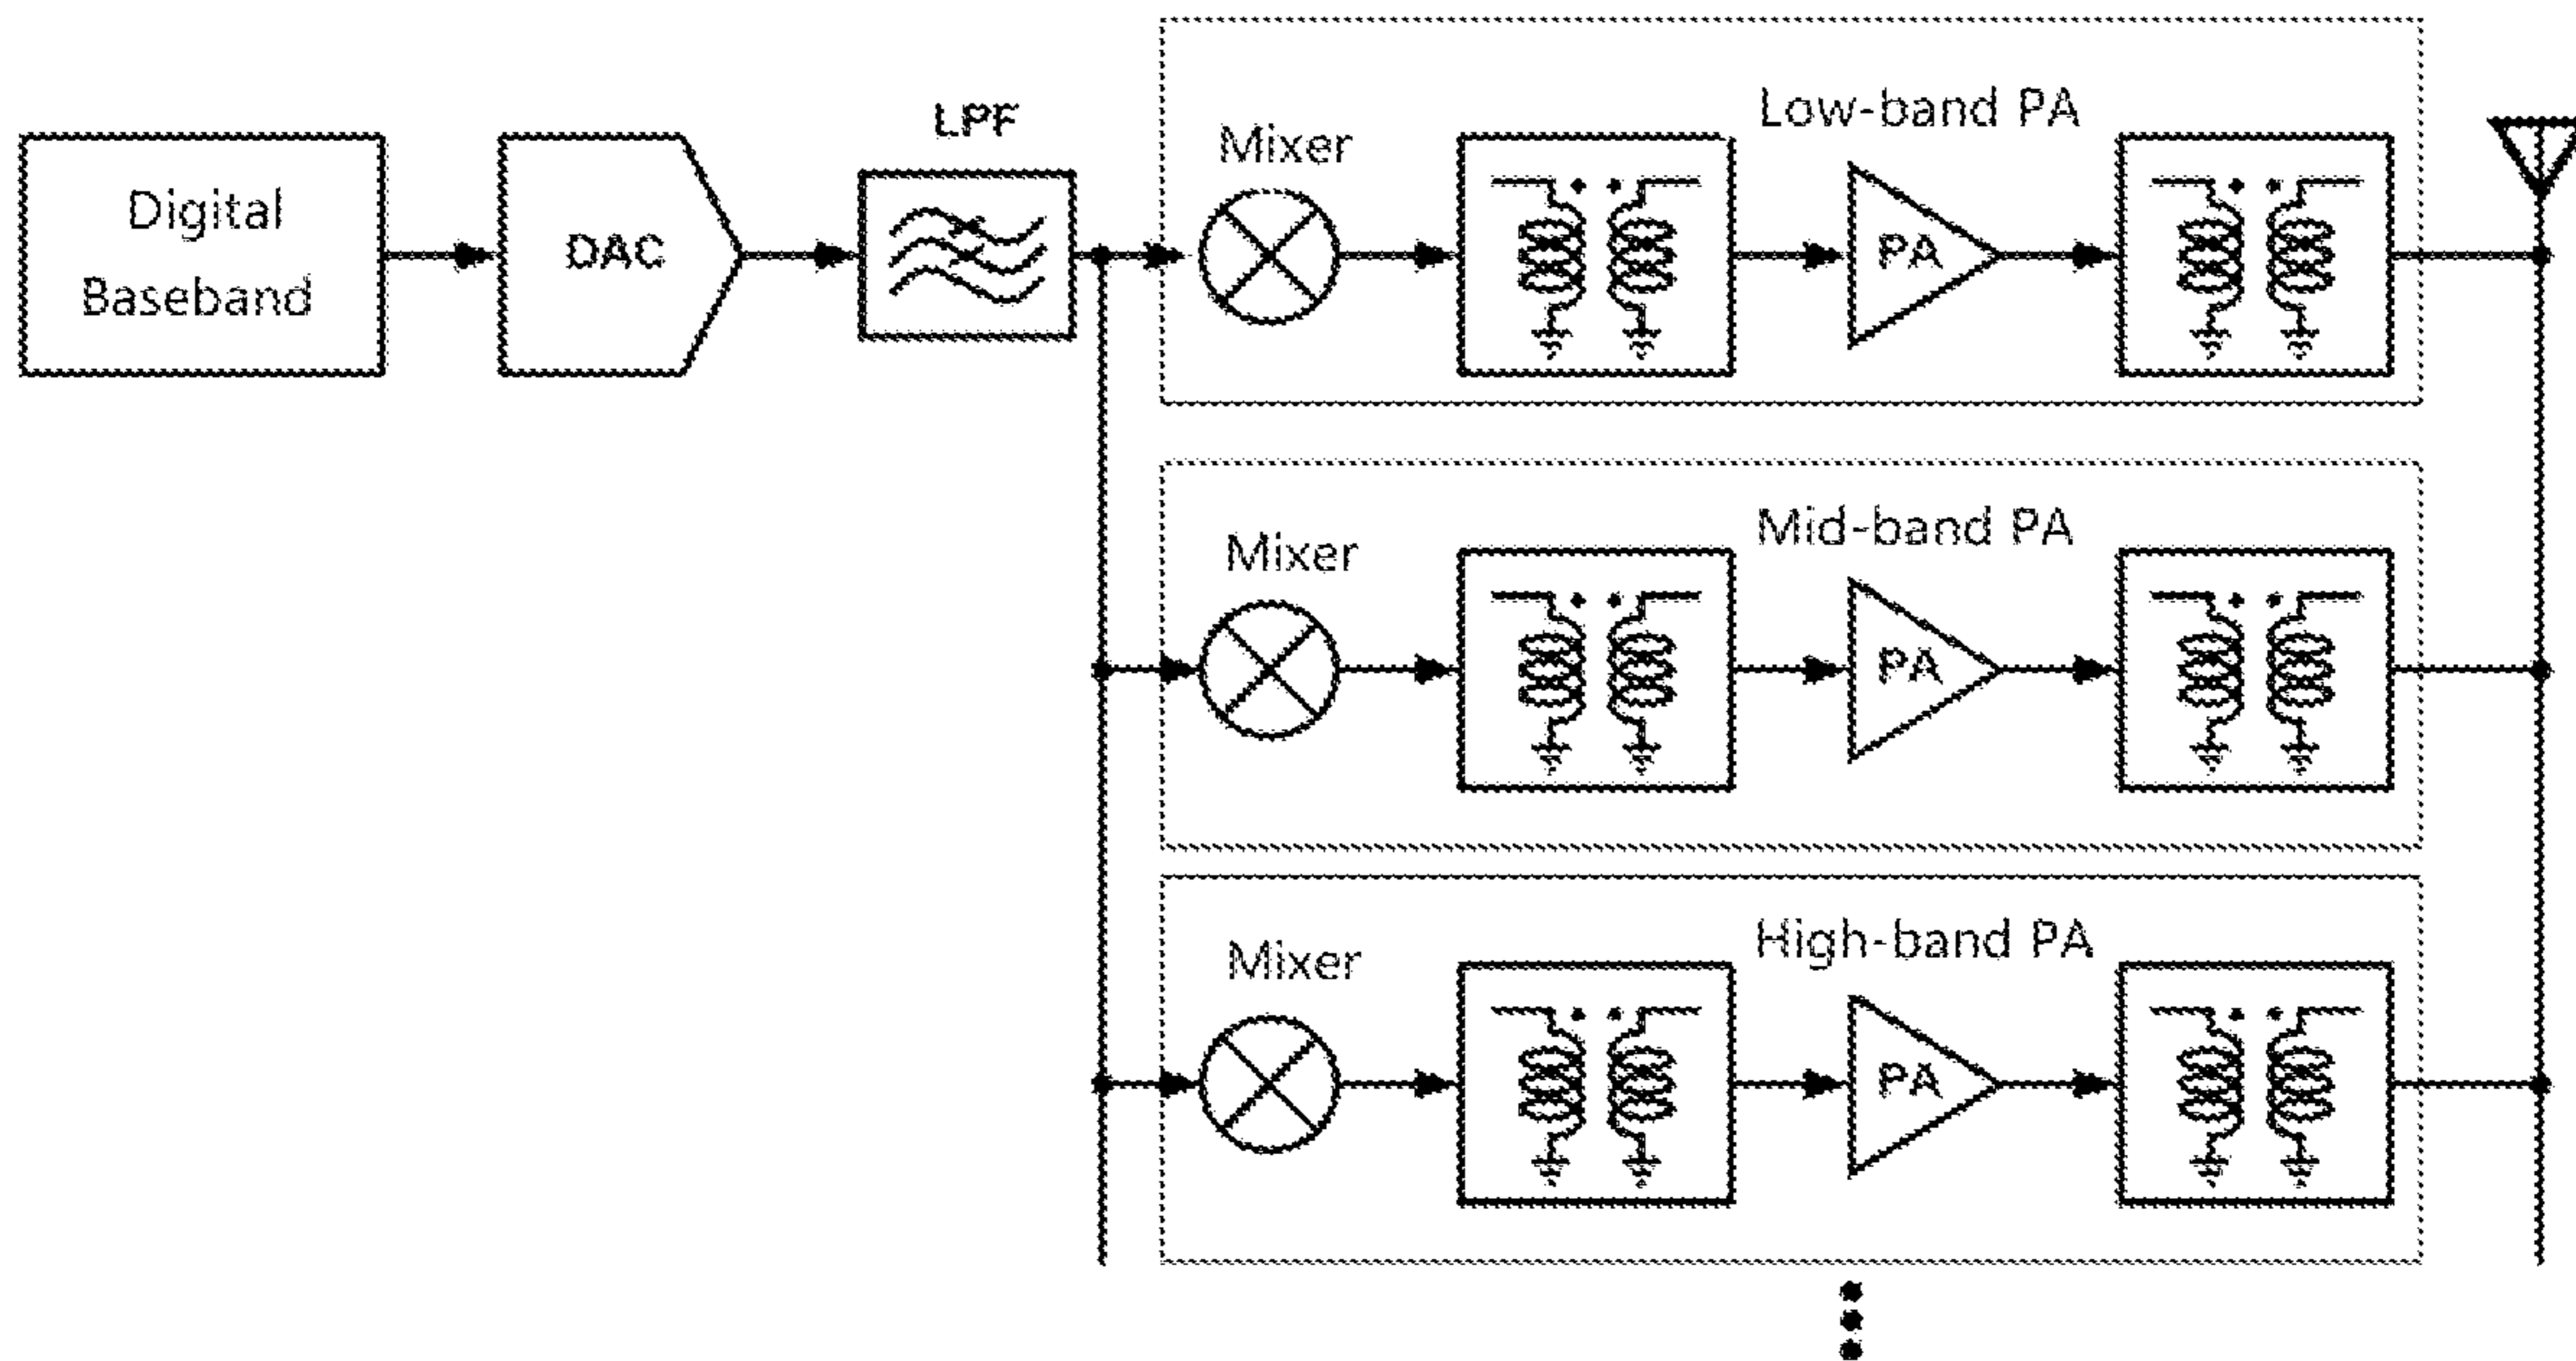 Digital
Baseband
DAC
LPF
Mixer
Low-band PA
PA
Mixer
Mid-band PA
PA
Mixer
High-band PA
PA